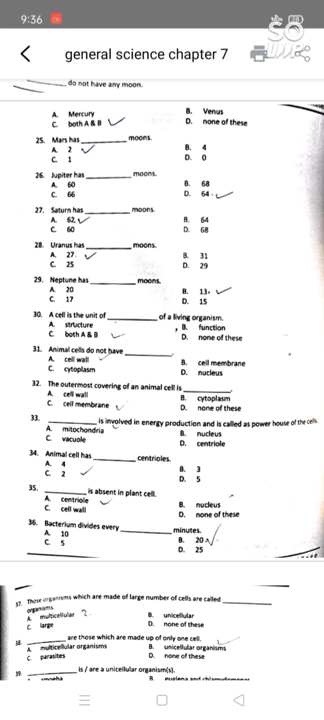 9:36
general science chapter 7
do not have any moon.
A. Mercury B. Venus
C. both A & B D. none of these
25. Mars has ________ moons.
A. 2 B. 4
C. 1 D. 0
26. Jupiter has ________ moons.
A. 60 B. 68
C. 66 D. 64
27. Saturn has ________ moons.
A. 62 B. 64
C. 60 D. 68
28. Uranus has ________ moons.
A. 27 B. 31
C. 25 D. 29
29. Neptune has ________ moons.
A. 20 B. 13
C. 17 D. 15
30. A cell is the unit of ________ of a living organism.
A. structure B. function
C. both A & B D. none of these
31. Animal cells do not have ________.
A. cell wall B. cell membrane
C. cytoplasm D. nucleus
32. The outermost covering of an animal cell is ________.
A. cell wall B. cytoplasm
C. cell membrane D. none of these
33. ________ is involved in energy production and is called as power house of the cells
A. mitochondria B. nucleus
C. vacuole D. centriole
34. Animal cell has ________ centrioles.
A. 4 B. 3
C. 2 D. 5
35. ________ is absent in plant cell.
A. centriole B. nucleus
C. cell wall D. none of these
36. Bacterium divides every ________ minutes.
A. 10 B. 20
C. 5 D. 25
37. Those organisms which are made of large number of cells are called ________
organisms.
A. multicellular ? B. unicellular
C. large D. none of these
38. ________ are those which are made up of only one cell.
A. multicellular organisms B. unicellular organisms
C. parasites D. none of these
39. ________ is / are a unicellular organism(s).
A. amoeba B. euglena and chlamydomonas